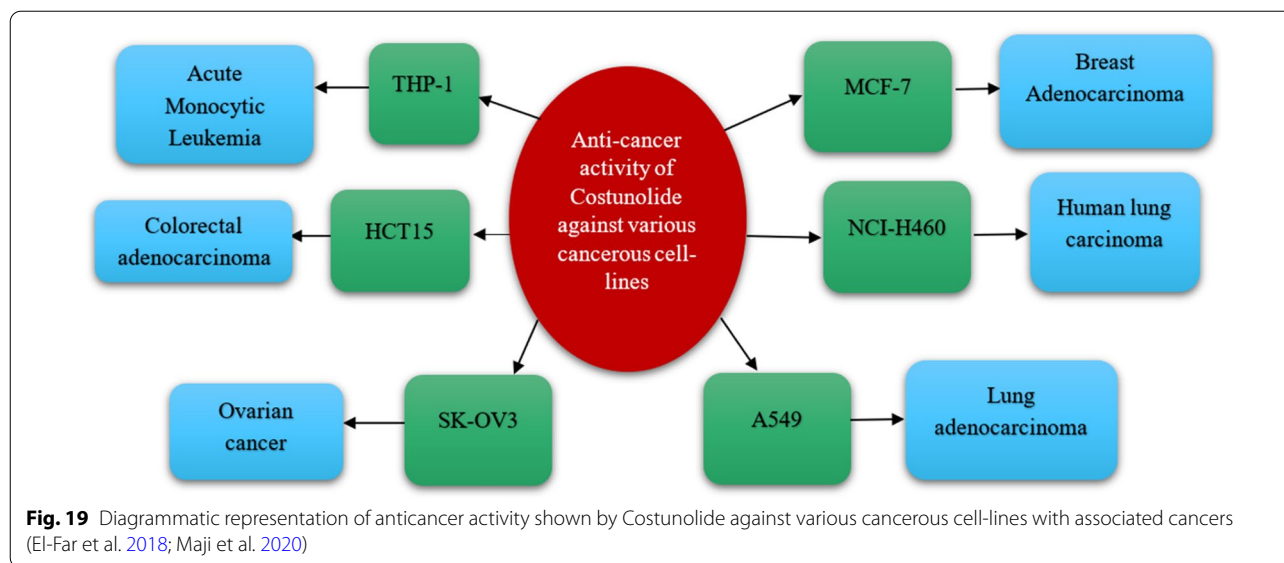 Acute
Monocytic
Leukemia
THP-1
Colorectal
adenocarcinoma
HCT15
Ovarian
cancer
SK-OV3
Anti-cancer
activity of
Costunolide
against various
cancerous cell-
lines
MCF-7
Breast
Adenocarcinoma
NCI-H460
Human lung
carcinoma
A549
Lung
adenocarcinoma
Fig. 19 Diagrammatic representation of anticancer activity shown by Costunolide against various cancerous cell-lines with associated cancers
(El-Far et al. 2018; Maji et al. 2020)